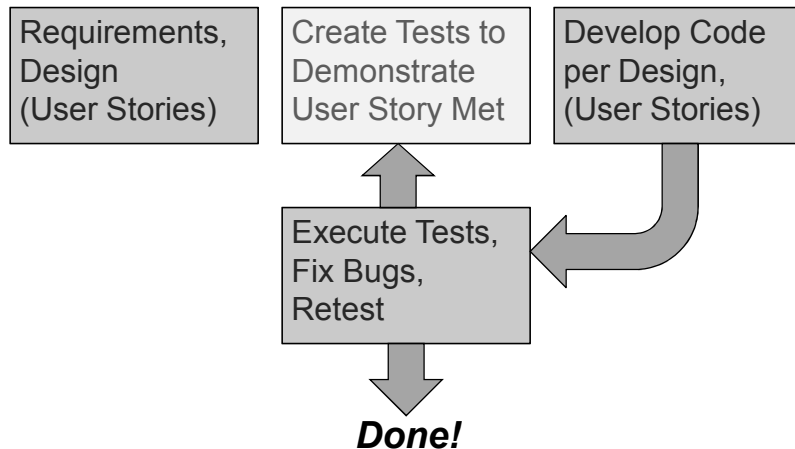 Requirements,
Design
(User Stories)
Create Tests to
Demonstrate
User Story Met
Develop Code
per Design,
(User Stories)
Execute Tests,
Fix Bugs,
Retest
Done!